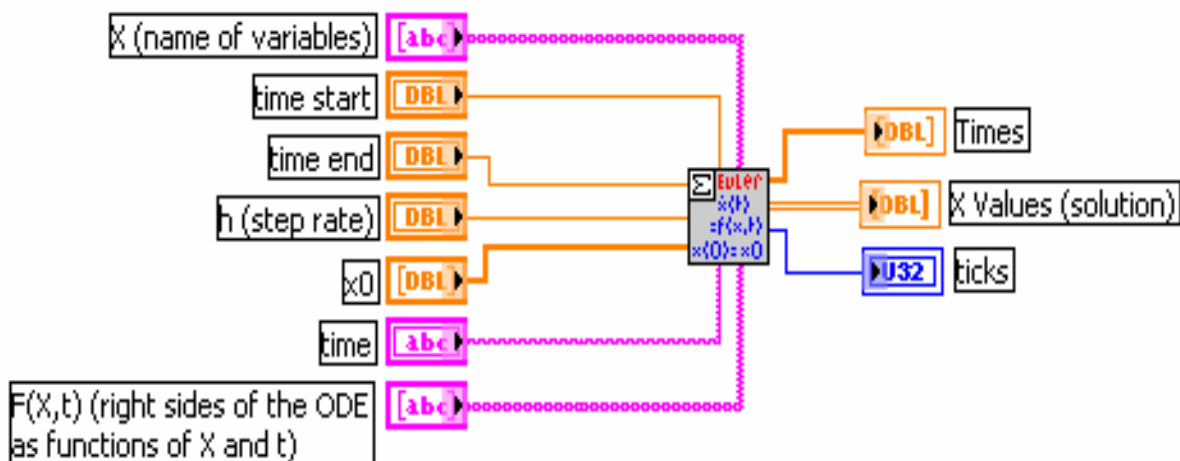 X (name of variables)
[abc]
time start
DBL
time end
DBL
h (step rate)
DBL
x0
[DBL]
time
abc
F(X,t) (right sides of the ODE
as functions of X and t)
[abc]
Σ Euler
ẋ(t)
=f(x,t)
x(0)=x0
[DBL]
Times
[DBL]
X Values (solution)
U32
ticks